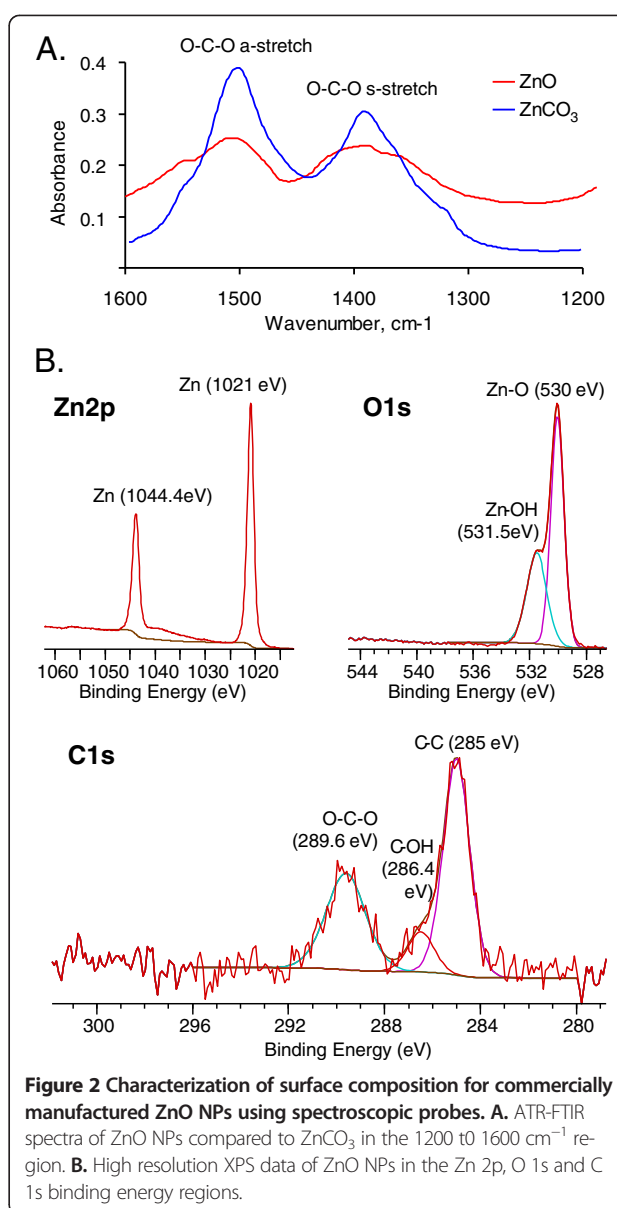 A.
O-C-O a-stretch
O-C-O s-stretch
ZnO
ZnCO3
0.4
0.3
0.2
0.1
Absorbance
1600 1500 1400 1300 1200
Wavenumber, cm-1
B.
Zn2p
Zn (1021 eV)
Zn (1044.4eV)
1060 1045 1030 1020
Binding Energy (eV)
O1s
Zn-O (530 eV)
Zn-OH
(531.5eV)
544 540 536 532 528
Binding Energy (eV)
C1s
C-C (285 eV)
O-C-O
(289.6 eV)
C-OH
(286.4
eV)
300 296 292 288 284 280
Binding Energy (eV)
Figure 2 Characterization of surface composition for commercially
manufactured ZnO NPs using spectroscopic probes. A. ATR-FTIR
spectra of ZnO NPs compared to ZnCO3 in the 1200 t0 1600 cm−1 re-
gion. B. High resolution XPS data of ZnO NPs in the Zn 2p, O 1s and C
1s binding energy regions.